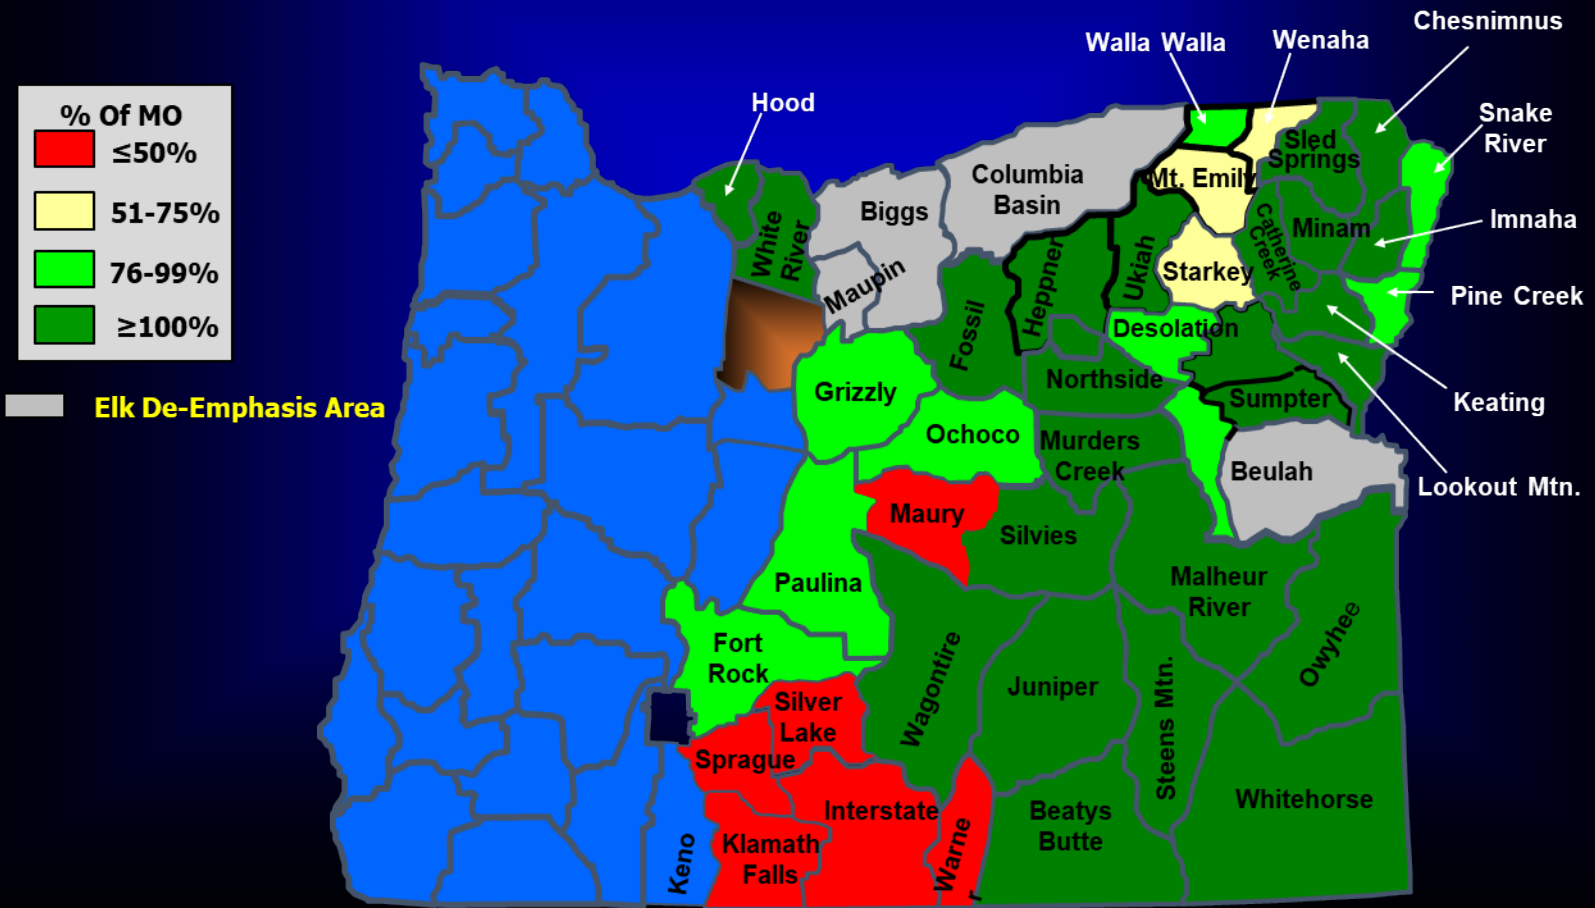 % Of MO
≤50%
51-75%
76-99%
≥100%
Elk De-Emphasis Area
Hood
Walla Walla
Wenaha
Chesnimnus
Snake
River
Imnaha
Pine Creek
Keating
Lookout Mtn.
White
River
Biggs
Maupin
Columbia
Basin
Mt. Emily
Sled
Springs
Minam
Catherine
Creek
Starkey
Ukiah
Heppner
Fossil
Desolation
Northside
Sumpter
Grizzly
Ochoco
Murders
Creek
Beulah
Maury
Silvies
Malheur
River
Owyhee
Paulina
Fort
Rock
Silver
Lake
Sprague
Wagontire
Juniper
Steens Mtn.
Whitehorse
Beatys
Butte
Interstate
Warne
r
Klamath
Falls
Keno